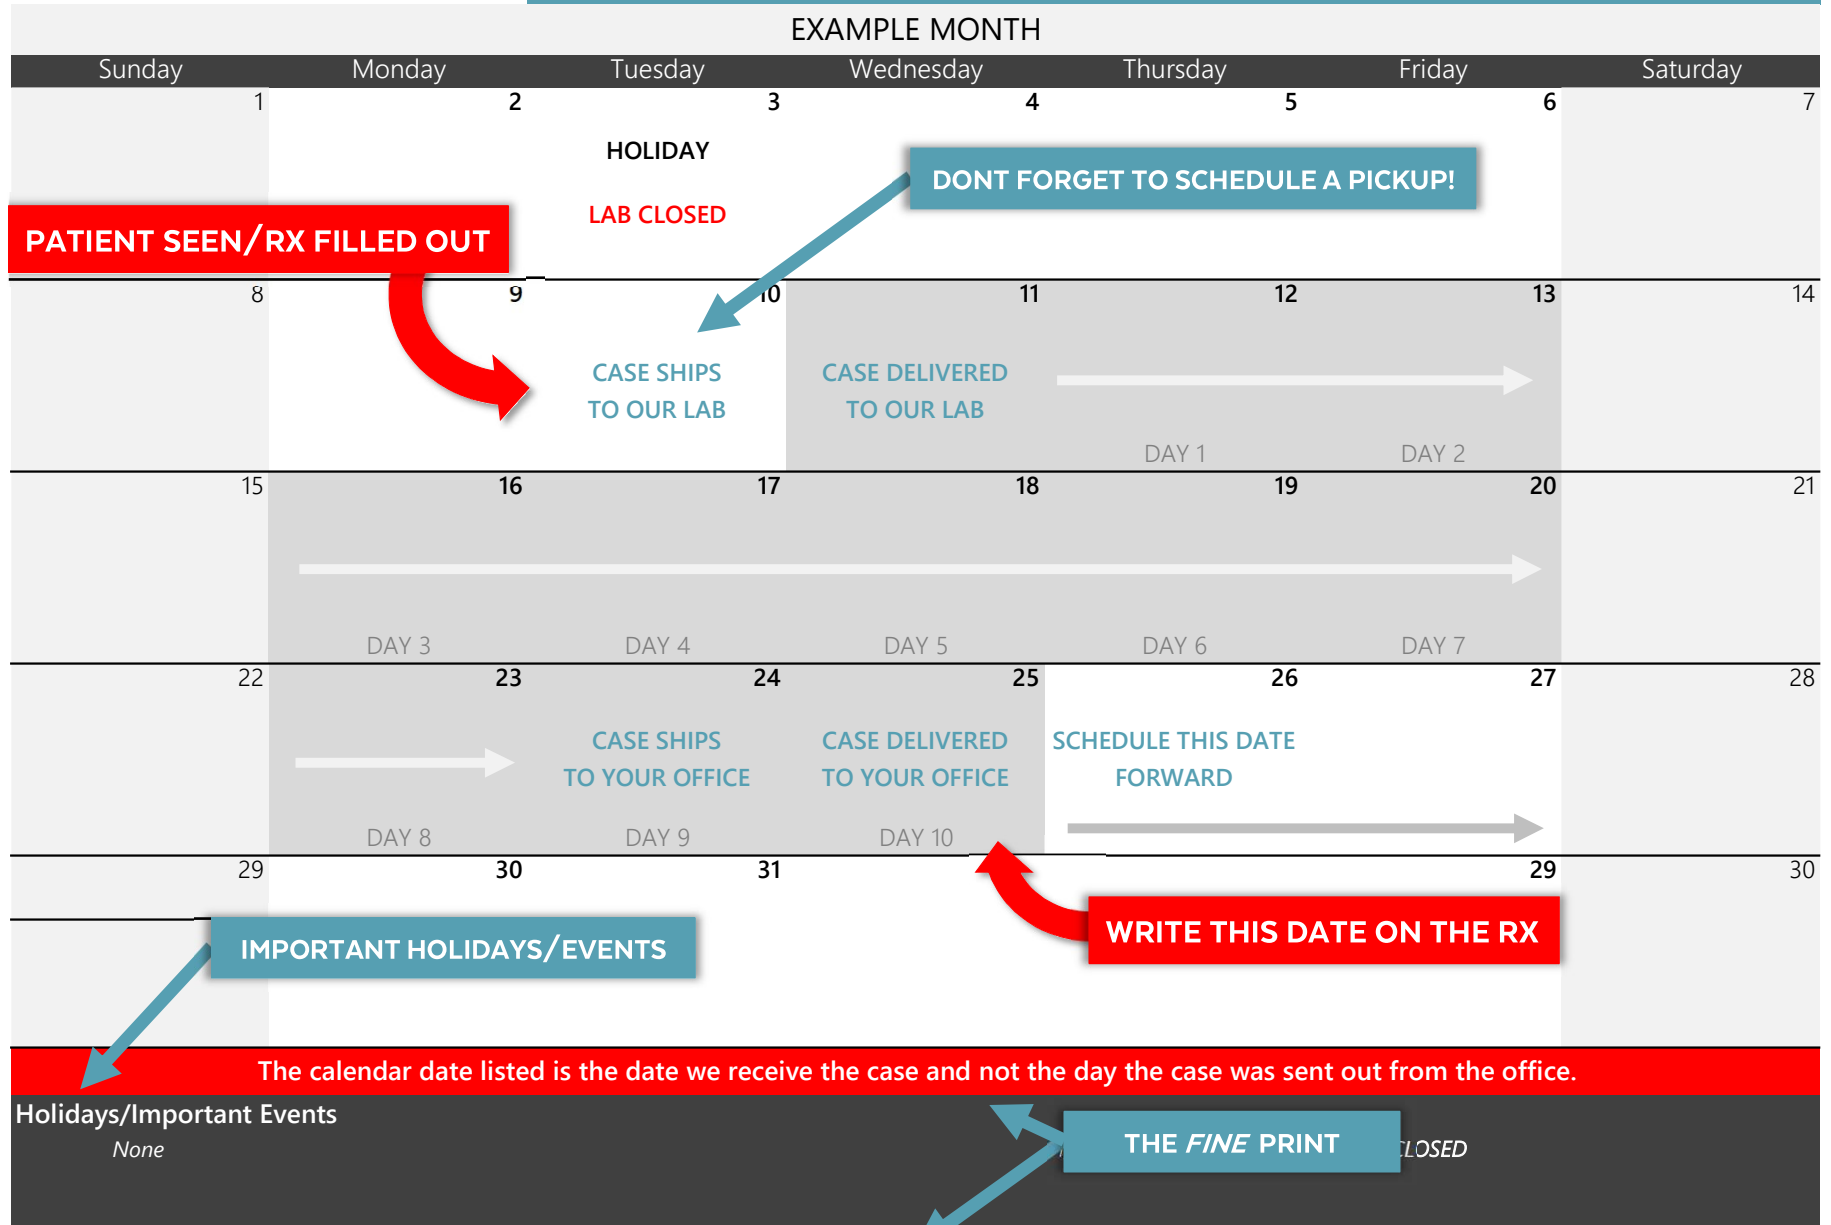 EXAMPLE MONTH
Sunday Monday Tuesday Wednesday Thursday Friday Saturday
1 2 3 4 5 6 7
HOLIDAY
LAB CLOSED
DONT FORGET TO SCHEDULE A PICKUP!
PATIENT SEEN/RX FILLED OUT
8 9 10 11 12 13 14
CASE SHIPS
TO OUR LAB
CASE DELIVERED
TO OUR LAB
DAY 1 DAY 2
15 16 17 18 19 20 21
DAY 3 DAY 4 DAY 5 DAY 6 DAY 7
22 23 24 25 26 27 28
CASE SHIPS
TO YOUR OFFICE
CASE DELIVERED
TO YOUR OFFICE
SCHEDULE THIS DATE
FORWARD
DAY 8 DAY 9 DAY 10
29 30 31 29 30
WRITE THIS DATE ON THE RX
IMPORTANT HOLIDAYS/EVENTS
The calendar date listed is the date we receive the case and not the day the case was sent out from the office.
Holidays/Important Events
None
THE FINE PRINT
CLOSED